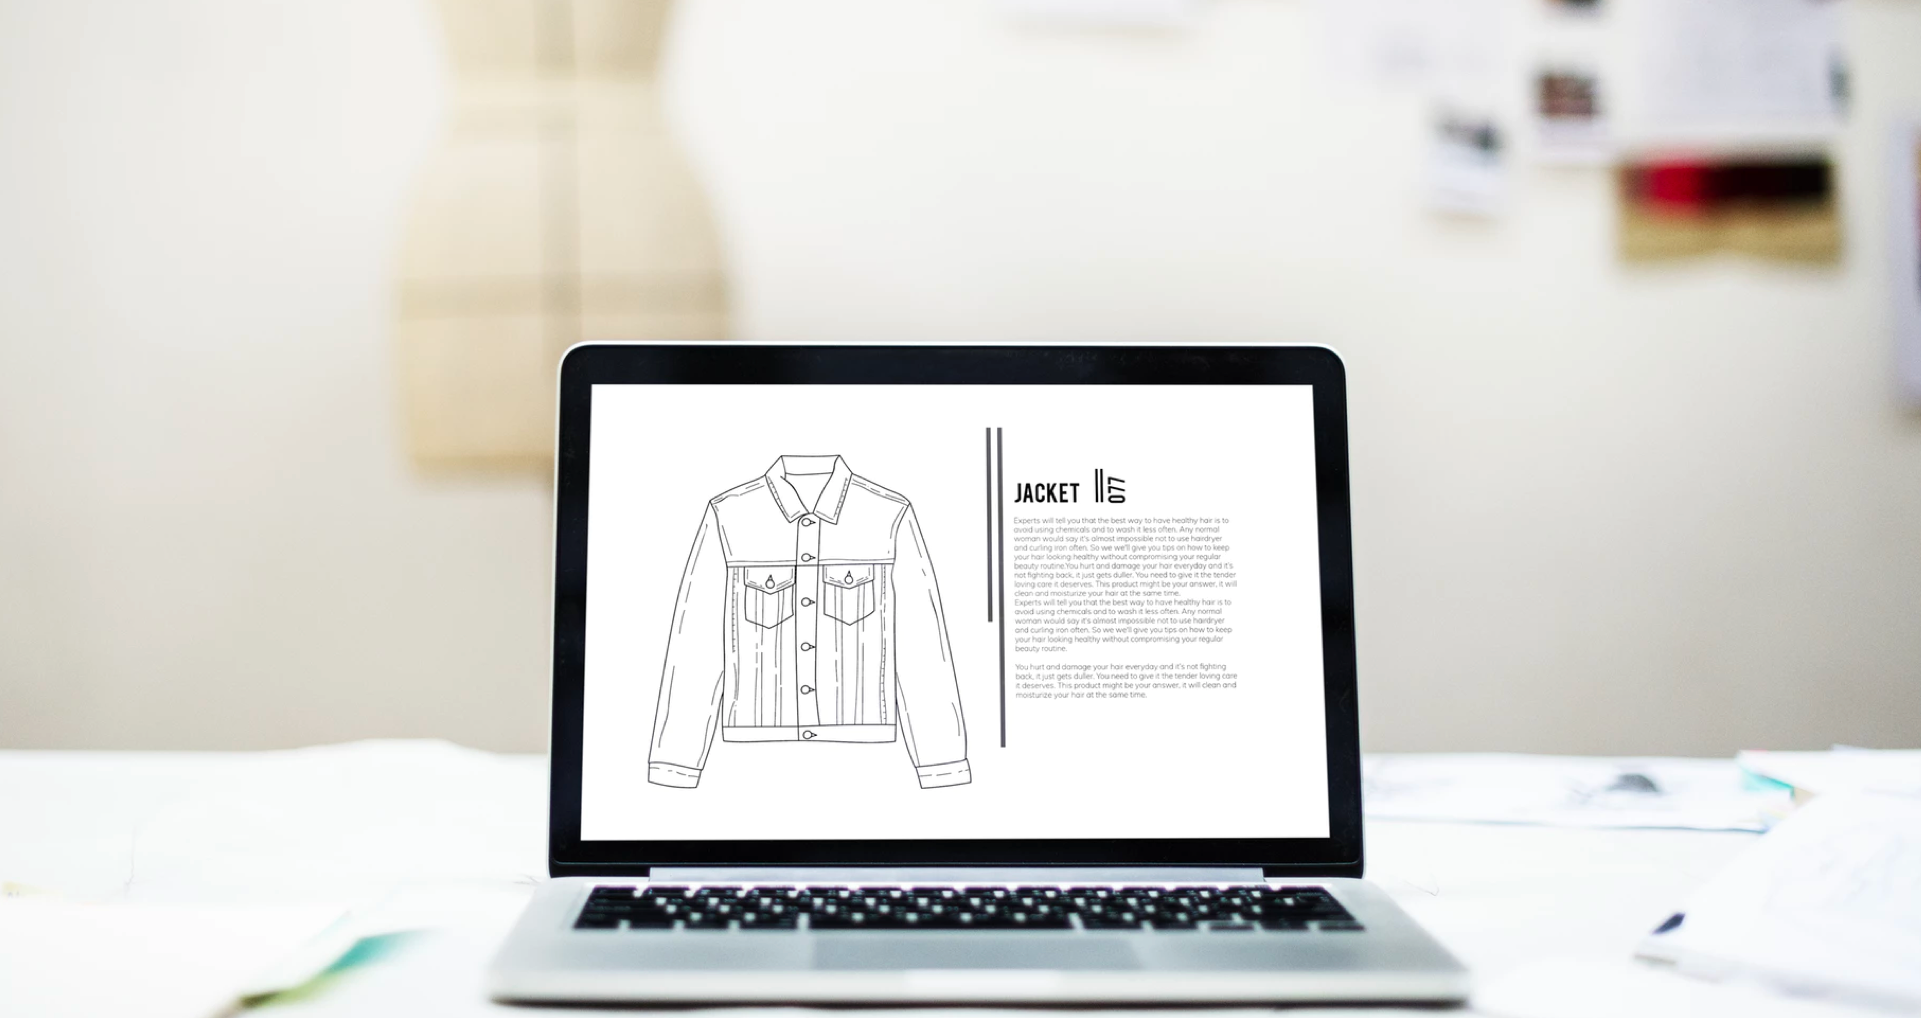 JACKET 077
Experts will tell you that the best way to have healthy hair is to
avoid using chemicals and to wash it less often. Any normal
woman would say it's almost impossible not to use hairdryer
and curling iron often. So we we'll give you tips on how to keep
your hair looking healthy without compromising your regular
beauty routine.You hurt and damage your hair everyday and it's
not fighting back, it just gets duller. You need to give it the tender
loving care it deserves. This product might be your answer, it will
clean and moisturize your hair at the same time.
Experts will tell you that the best way to have healthy hair is to
avoid using chemicals and to wash it less often. Any normal
woman would say it's almost impossible not to use hairdryer
and curling iron often. So we we'll give you tips on how to keep
your hair looking healthy without compromising your regular
beauty routine.
You hurt and damage your hair everyday and it's not fighting
back, it just gets duller. You need to give it the tender loving care
it deserves. This product might be your answer, it will clean and
moisturize your hair at the same time.